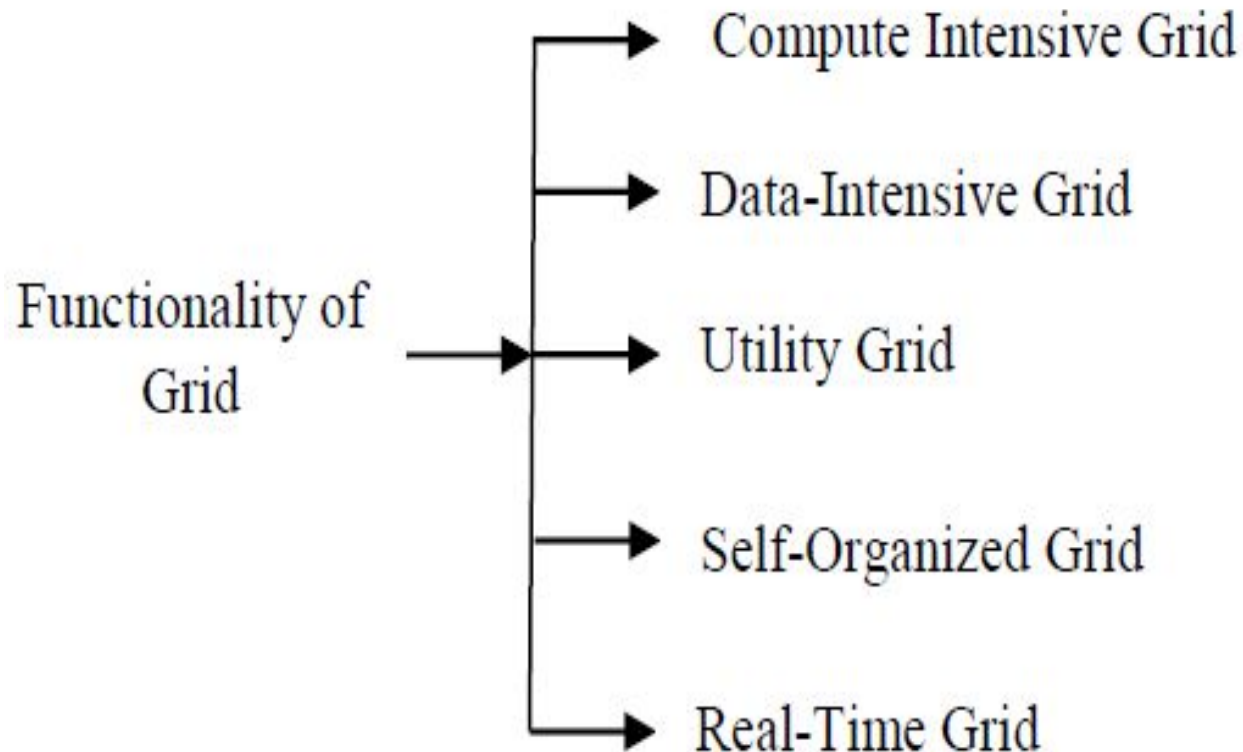 Functionality of
Grid
Compute Intensive Grid
Data-Intensive Grid
Utility Grid
Self-Organized Grid
Real-Time Grid